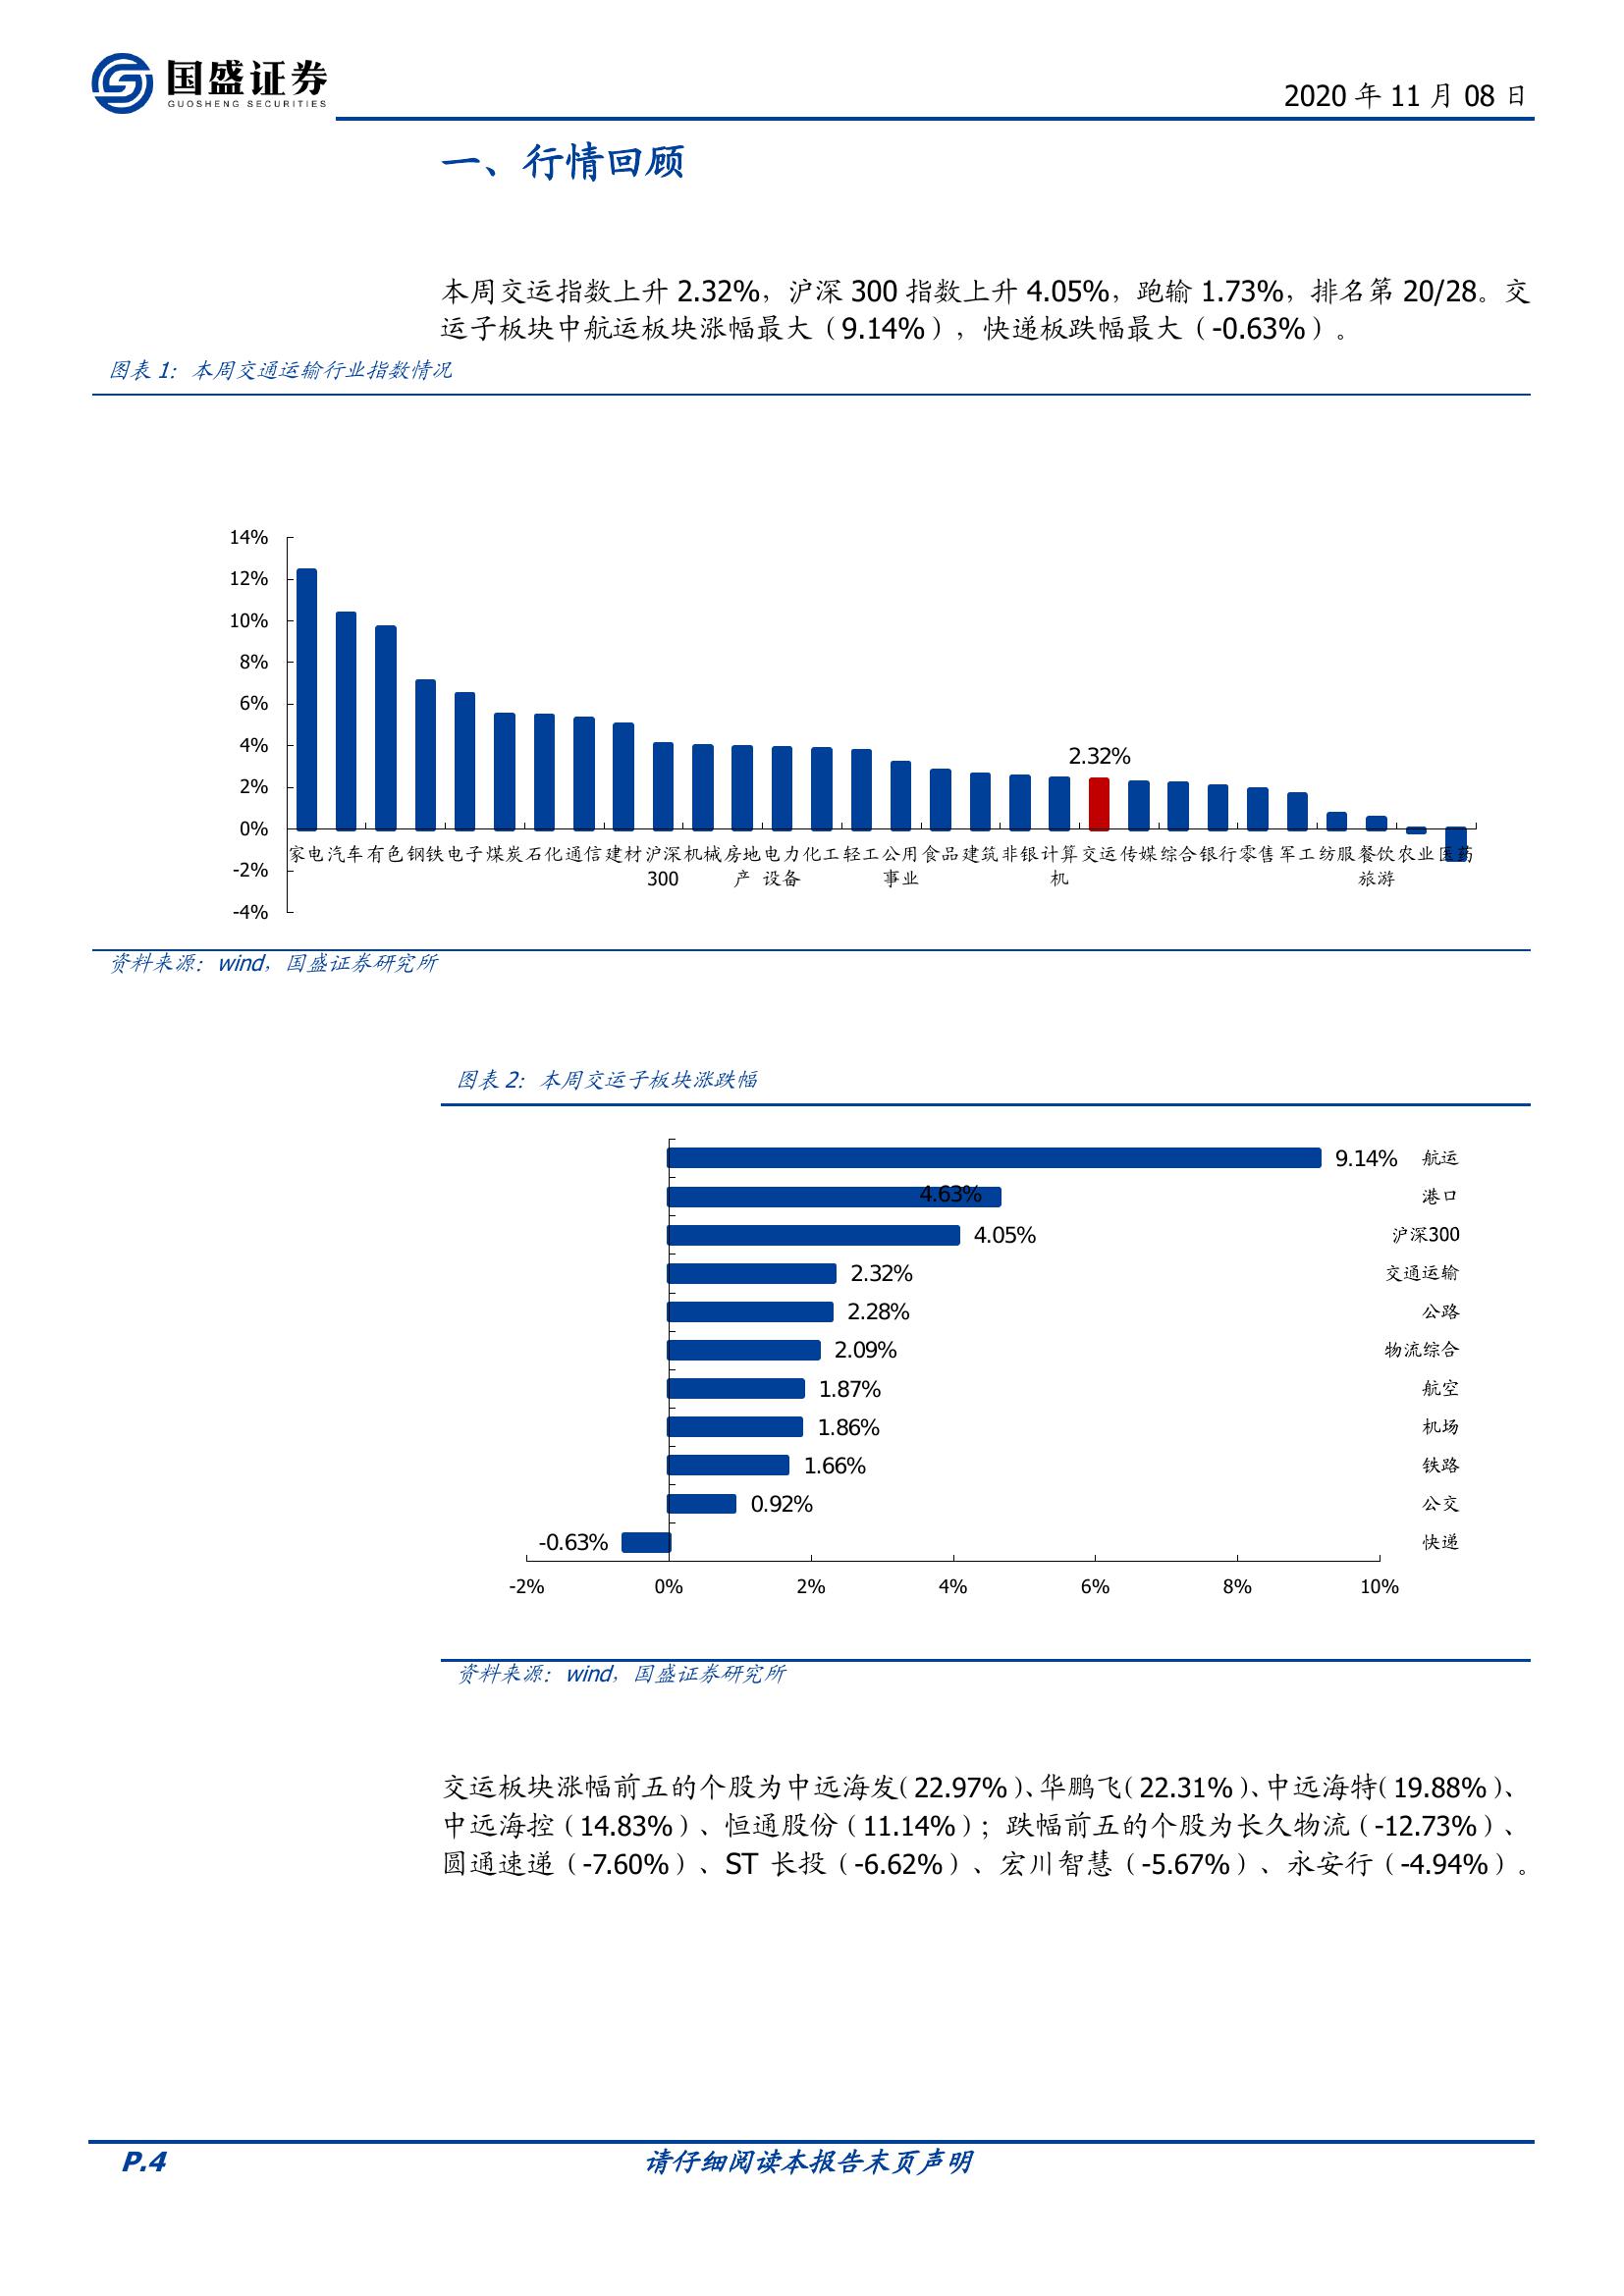 国盛证券
GUOSHENG SECURITIES
2020 年 11 月 08 日
一、行情回顾
本周交运指数上升 2.32%，沪深 300 指数上升 4.05%，跑输 1.73%，排名第 20/28。交
运子板块中航运板块涨幅最大（9.14%），快递板跌幅最大（-0.63%）。
图表 1：本周交通运输行业指数情况
14%
12%
10%
8%
6%
4%
2%
0%
-2%
-4%
2.32%
家电 汽车 有色 钢铁 电子 煤炭 石化 通信 建材 沪深 机械 房地 电力 化工 轻工 公用 食品 建筑 非银 计算 交运 传媒 综合 银行 零售 军工 纺服 餐饮 农业 医药
300 产 设备 事业 机 旅游
资料来源：wind，国盛证券研究所
图表 2：本周交运子板块涨跌幅
9.14% 航运
4.63% 港口
4.05% 沪深300
2.32% 交通运输
2.28% 公路
2.09% 物流综合
1.87% 航空
1.86% 机场
1.66% 铁路
0.92% 公交
-0.63% 快递
-2% 0% 2% 4% 6% 8% 10%
资料来源：wind，国盛证券研究所
交运板块涨幅前五的个股为中远海发（22.97%）、华鹏飞（22.31%）、中远海特（19.88%）、
中远海控（14.83%）、恒通股份（11.14%）；跌幅前五的个股为长久物流（-12.73%）、
圆通速递（-7.60%）、ST 长投（-6.62%）、宏川智慧（-5.67%）、永安行（-4.94%）。
P.4
请仔细阅读本报告末页声明